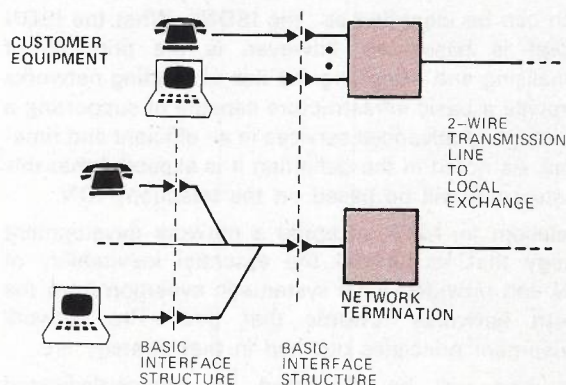 CUSTOMER
EQUIPMENT
2-WIRE
TRANSMISSION
LINE
TO
LOCAL
EXCHANGE
NETWORK
TERMINATION
BASIC
INTERFACE
STRUCTURE
BASIC
INTERFACE
STRUCTURE